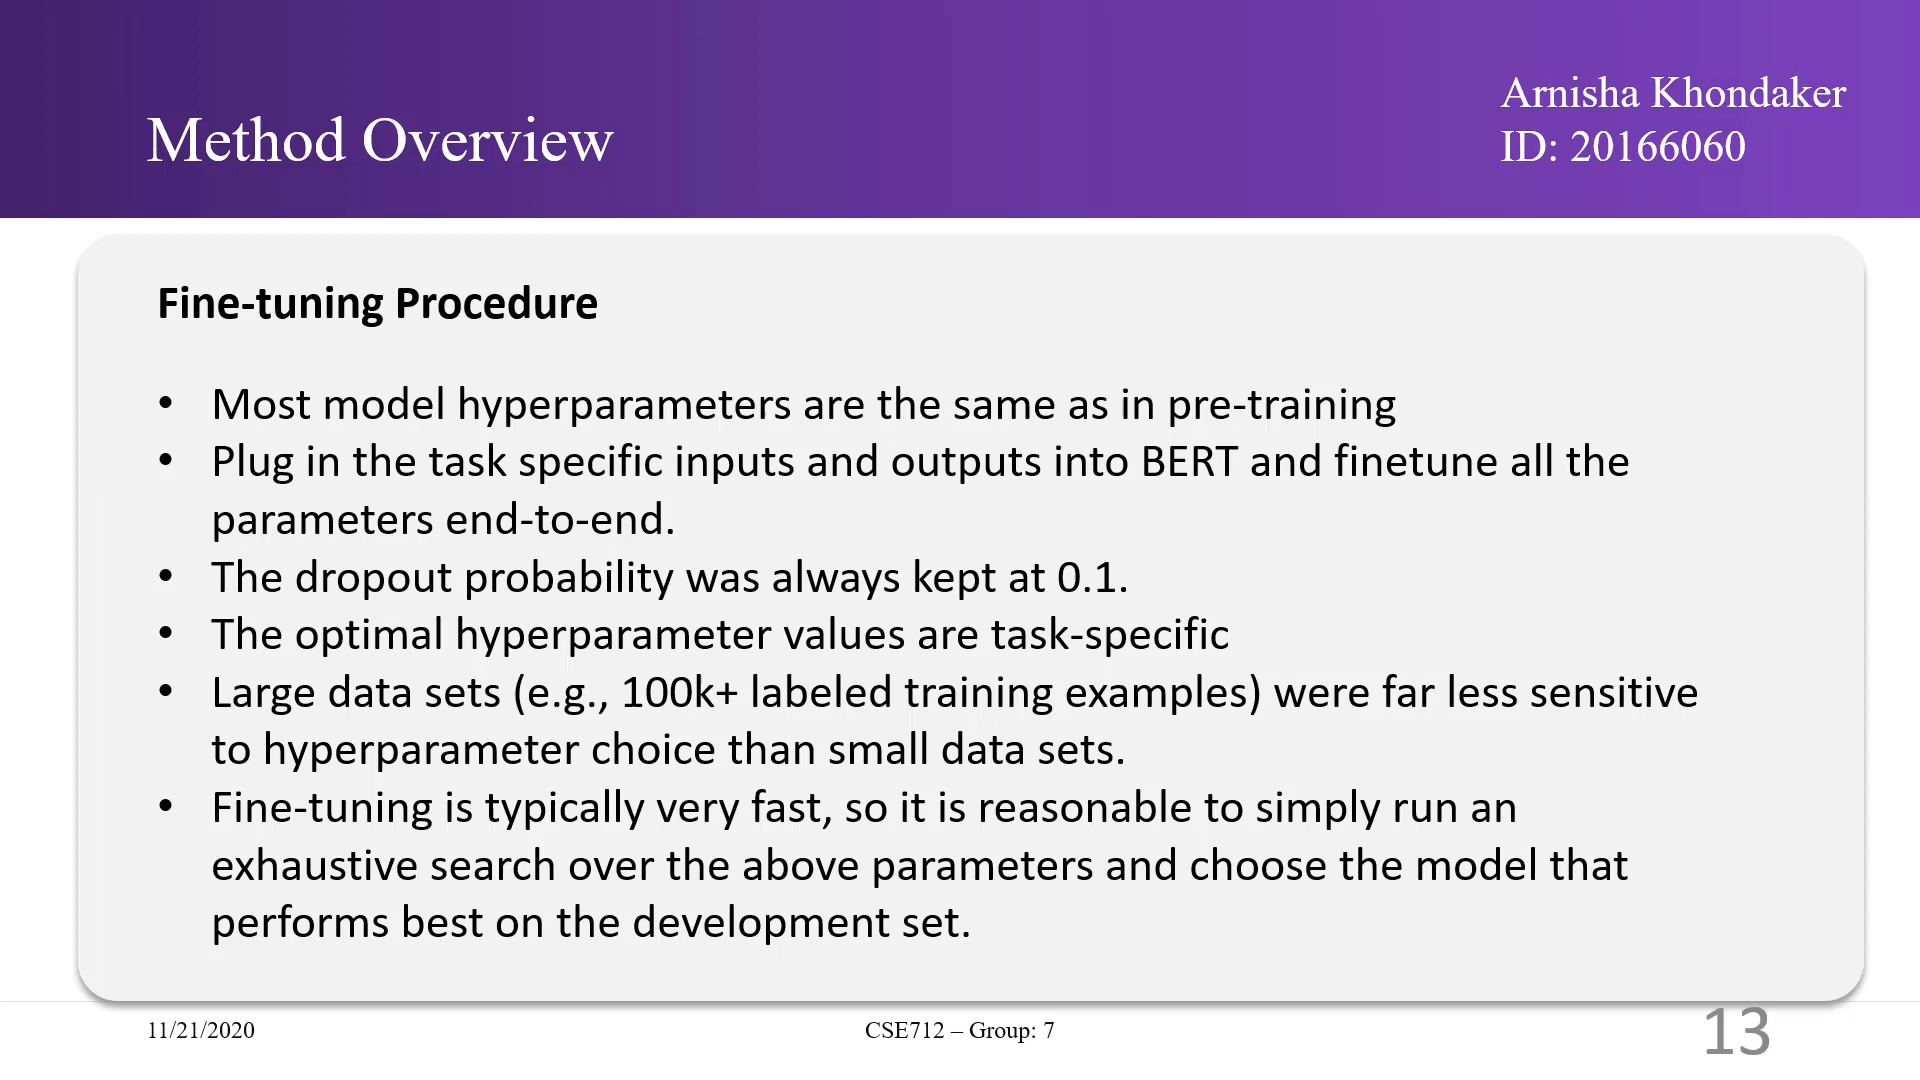 Method Overview
Arnisha Khondaker
ID: 20166060
Fine-tuning Procedure
• Most model hyperparameters are the same as in pre-training
• Plug in the task specific inputs and outputs into BERT and finetune all the
parameters end-to-end.
• The dropout probability was always kept at 0.1.
• The optimal hyperparameter values are task-specific
• Large data sets (e.g., 100k+ labeled training examples) were far less sensitive
to hyperparameter choice than small data sets.
• Fine-tuning is typically very fast, so it is reasonable to simply run an
exhaustive search over the above parameters and choose the model that
performs best on the development set.
11/21/2020
CSE712 – Group: 7
13